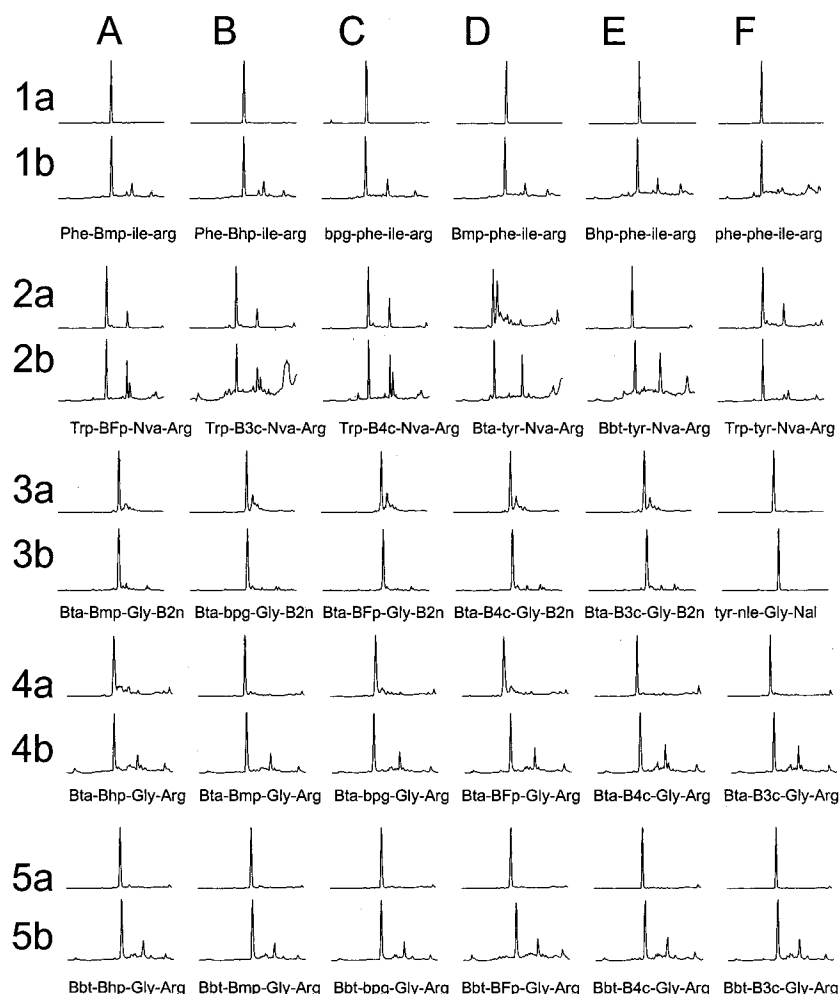 A B C D E F
1a
1b
Phe-Bmp-ile-arg Phe-Bhp-ile-arg bpg-phe-ile-arg Bmp-phe-ile-arg Bhp-phe-ile-arg phe-phe-ile-arg
2a
2b
Trp-BFp-Nva-Arg Trp-B3c-Nva-Arg Trp-B4c-Nva-Arg Bta-tyr-Nva-Arg Bbt-tyr-Nva-Arg Trp-tyr-Nva-Arg
3a
3b
Bta-Bmp-Gly-B2n Bta-bpg-Gly-B2n Bta-BFp-Gly-B2n Bta-B4c-Gly-B2n Bta-B3c-Gly-B2n tyr-nle-Gly-Nal
4a
4b
Bta-Bhp-Gly-Arg Bta-Bmp-Gly-Arg Bta-bpg-Gly-Arg Bta-BFp-Gly-Arg Bta-B4c-Gly-Arg Bta-B3c-Gly-Arg
5a
5b
Bbt-Bhp-Gly-Arg Bbt-Bmp-Gly-Arg Bbt-bpg-Gly-Arg Bbt-BFp-Gly-Arg Bbt-B4c-Gly-Arg Bbt-B3c-Gly-Arg